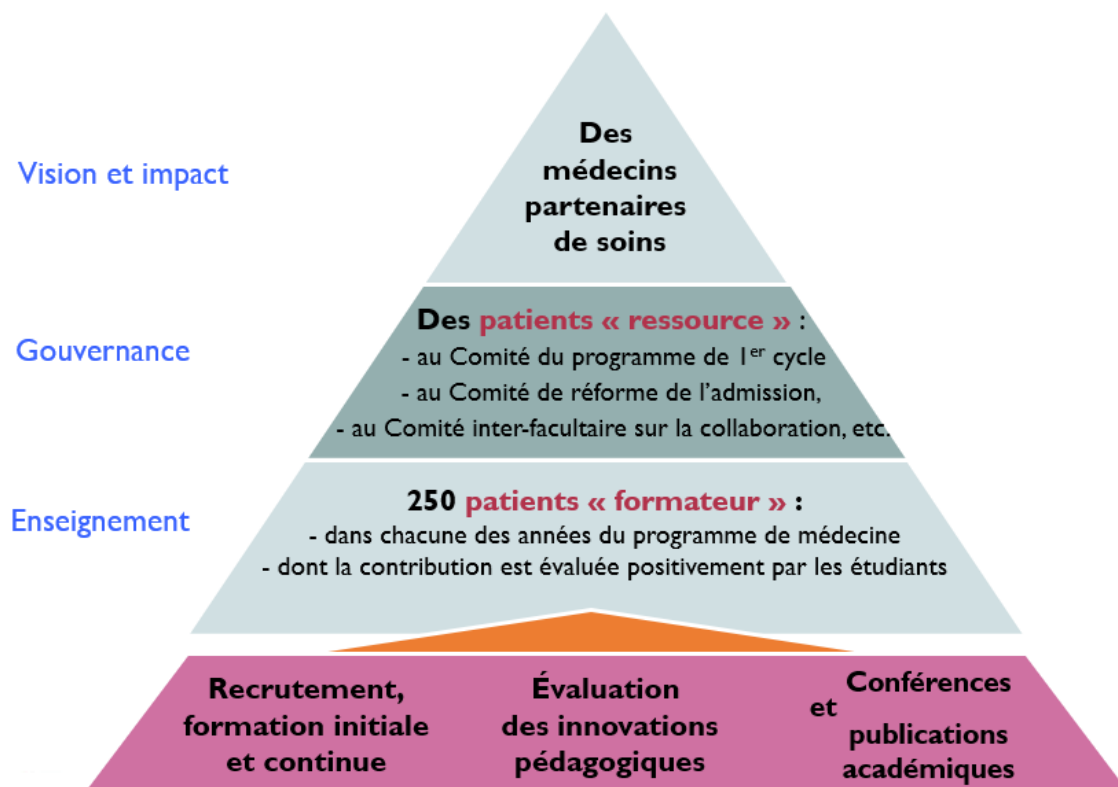 Vision et impact
Des
médecins
partenaires
de soins
Gouvernance
Des patients « ressource » :
- au Comité du programme de 1er cycle
- au Comité de réforme de l'admission,
- au Comité inter-facultaire sur la collaboration, etc.
Enseignement
250 patients « formateur » :
- dans chacune des années du programme de médecine
- dont la contribution est évaluée positivement par les étudiants
Recrutement,
formation initiale
et continue
Évaluation
des innovations
pédagogiques
Conférences
et
publications
académiques